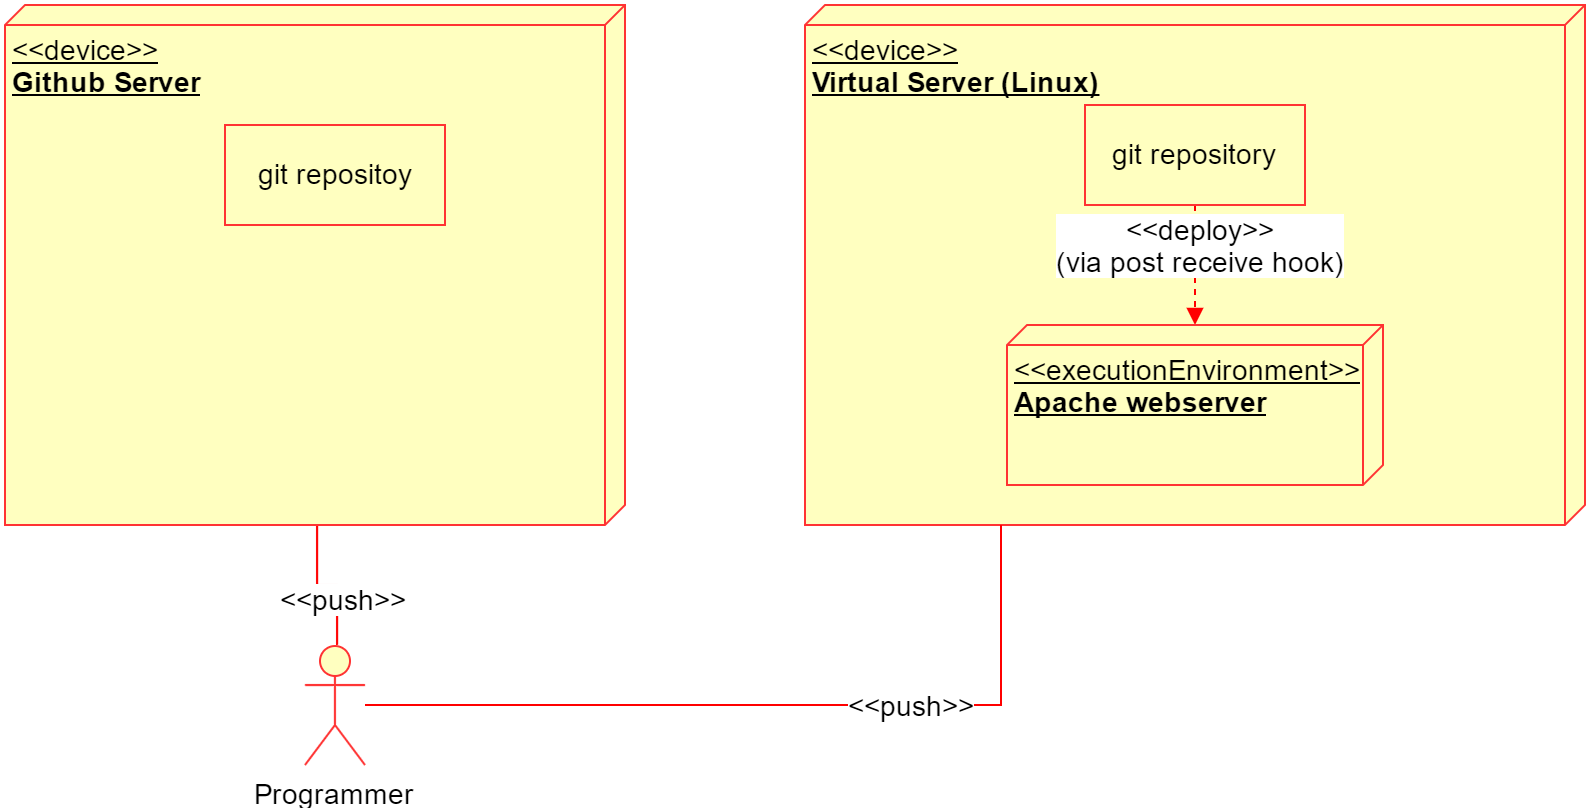 <<device>>
Github Server
git repositoy
<<device>>
Virtual Server (Linux)
git repository
<<deploy>>
(via post receive hook)
<<executionEnvironment>>
Apache webserver
<<push>>
<<push>>
Programmer